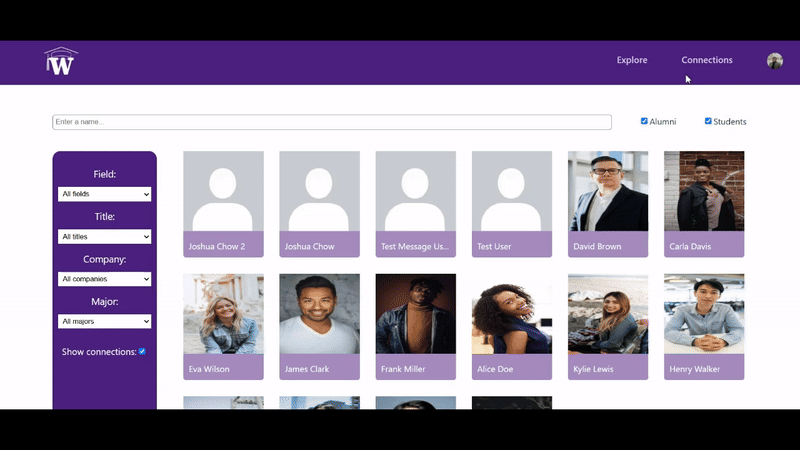 W
Explore
Connections
Enter a name...
Alumni
Students
Field:
All fields
Title:
All titles
Company:
All companies
Major:
All majors
Show connections:
Joshua Chow 2
Joshua Chow
Test Message Us...
Test User
David Brown
Carla Davis
Eva Wilson
James Clark
Frank Miller
Alice Doe
Kylie Lewis
Henry Walker